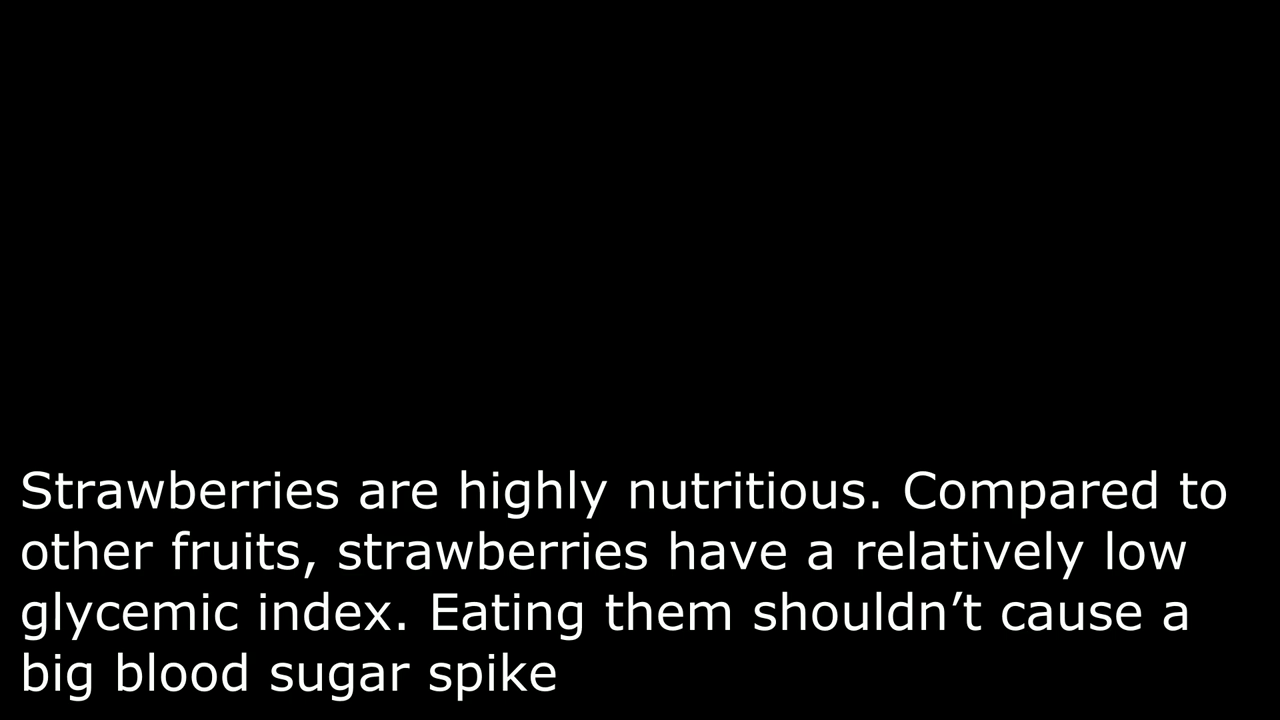 Strawberries are highly nutritious. Compared to
other fruits, strawberries have a relatively low
glycemic index. Eating them shouldn’t cause a
big blood sugar spike